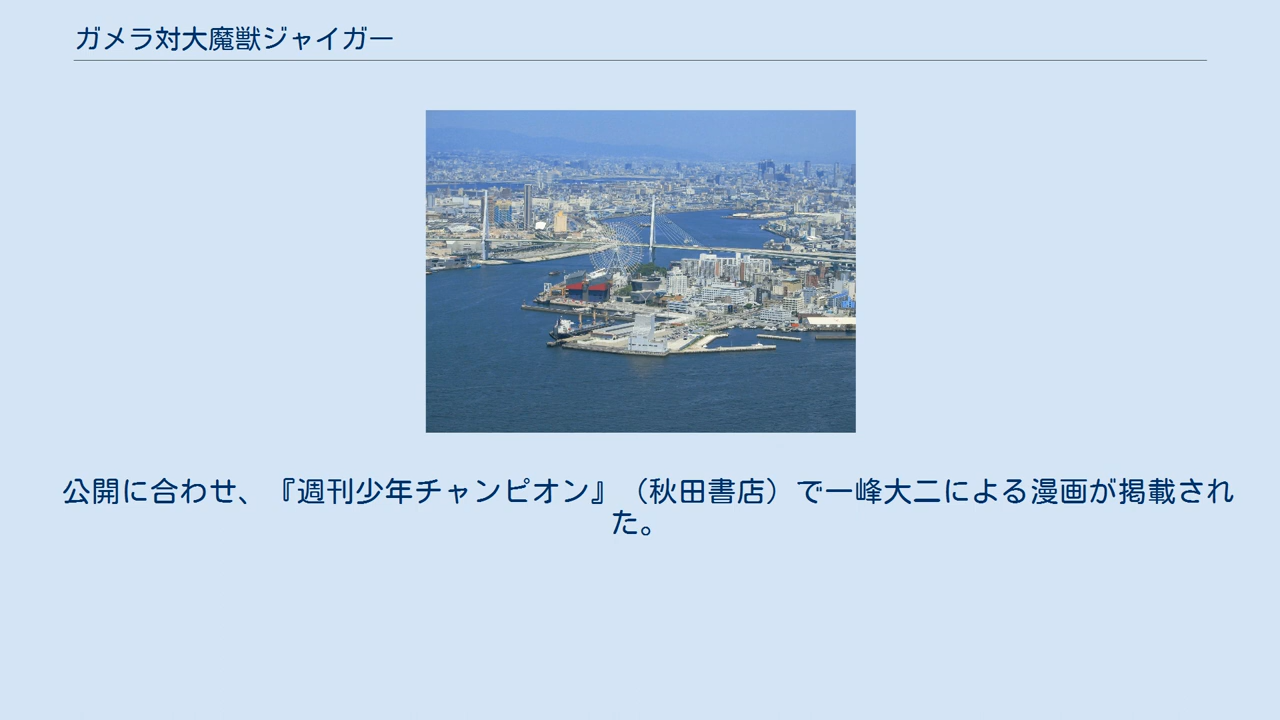 ガメラ対大魔獣ジャイガー
公開に合わせ、『週刊少年チャンピオン』（秋田書店）で一峰大二による漫画が掲載され
た。